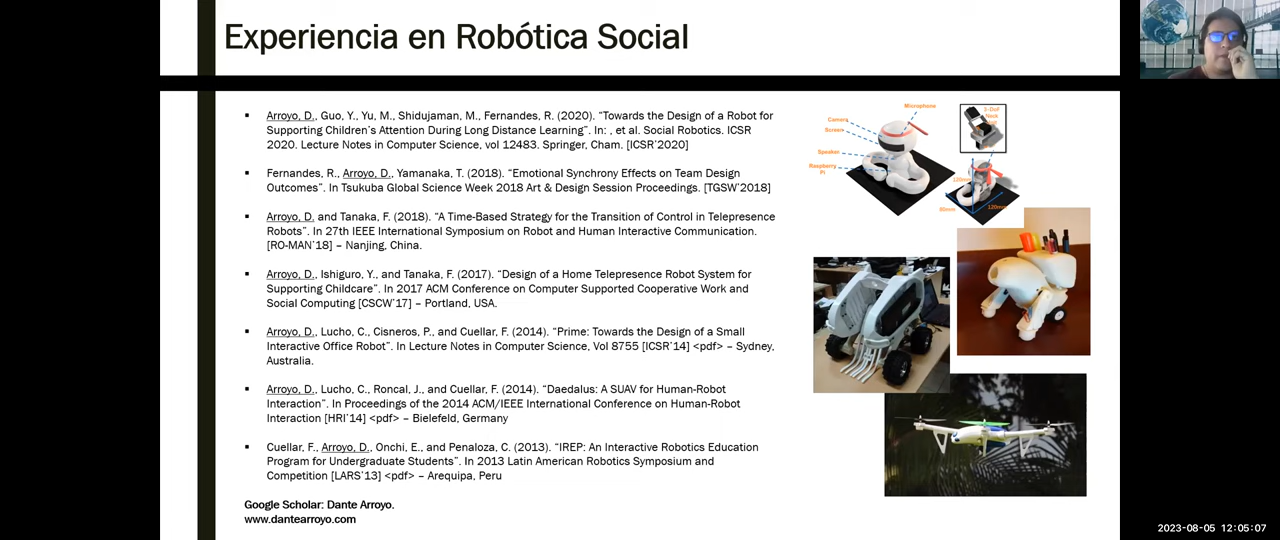 Experiencia en Robótica Social
▪ Arroyo, D., Guo, Y., Yu, M., Shidujaman, M., Fernandes, R. (2020). “Towards the Design of a Robot for
Supporting Children’s Attention During Long Distance Learning”. In: , et al. Social Robotics. ICSR
2020. Lecture Notes in Computer Science, vol 12483. Springer, Cham. [ICSR’2020]
▪ Fernandes, R., Arroyo, D., Yamanaka, T. (2018). “Emotional Synchrony Effects on Team Design
Outcomes”. In Tsukuba Global Science Week 2018 Art & Design Session Proceedings. [TGSW’2018]
▪ Arroyo, D. and Tanaka, F. (2018). “A Time-Based Strategy for the Transition of Control in Telepresence
Robots”. In 27th IEEE International Symposium on Robot and Human Interactive Communication.
[RO-MAN’18] – Nanjing, China.
▪ Arroyo, D., Ishiguro, Y., and Tanaka, F. (2017). “Design of a Home Telepresence Robot System for
Supporting Childcare”. In 2017 ACM Conference on Computer Supported Cooperative Work and
Social Computing [CSCW’17] – Portland, USA.
▪ Arroyo, D., Lucho, C., Cisneros, P., and Cuellar, F. (2014). “Prime: Towards the Design of a Small
Interactive Office Robot”. In Lecture Notes in Computer Science, Vol 8755 [ICSR’14] <pdf> – Sydney,
Australia.
▪ Arroyo, D., Lucho, C., Roncal, J., and Cuellar, F. (2014). “Daedalus: A SUAV for Human-Robot
Interaction”. In Proceedings of the 2014 ACM/IEEE International Conference on Human-Robot
Interaction [HRI’14] <pdf> – Bielefeld, Germany
▪ Cuellar, F., Arroyo, D., Onchi, E., and Penaloza, C. (2013). “IREP: An Interactive Robotics Education
Program for Undergraduate Students”. In 2013 Latin American Robotics Symposium and
Competition [LARS’13] <pdf> – Arequipa, Peru
Google Scholar: Dante Arroyo.
www.dantearroyo.com
Microphone
Camera
Screen
Speaker
Raspberry
Pi
3-DoF
Neck
120mm
80mm
120mm
2023-08-05 12:05:07